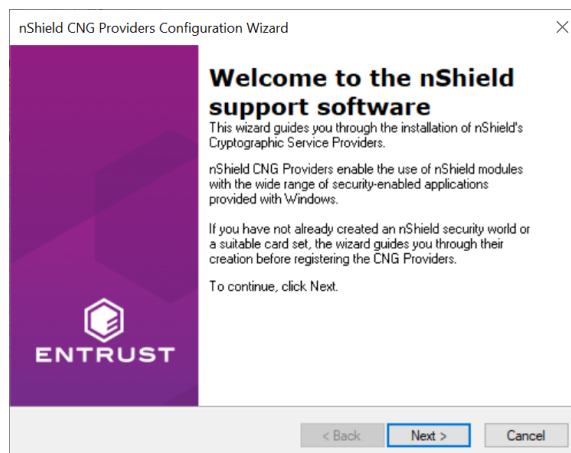 nShield CNG Providers Configuration Wizard
Welcome to the nShield
support software
This wizard guides you through the installation of nShield's
Cryptographic Service Providers.
nShield CNG Providers enable the use of nShield modules
with the wide range of security-enabled applications
provided with Windows.
If you have not already created an nShield security world or
a suitable card set, the wizard guides you through their
creation before registering the CNG Providers.
To continue, click Next.
ENTRUST
< Back
Next >
Cancel